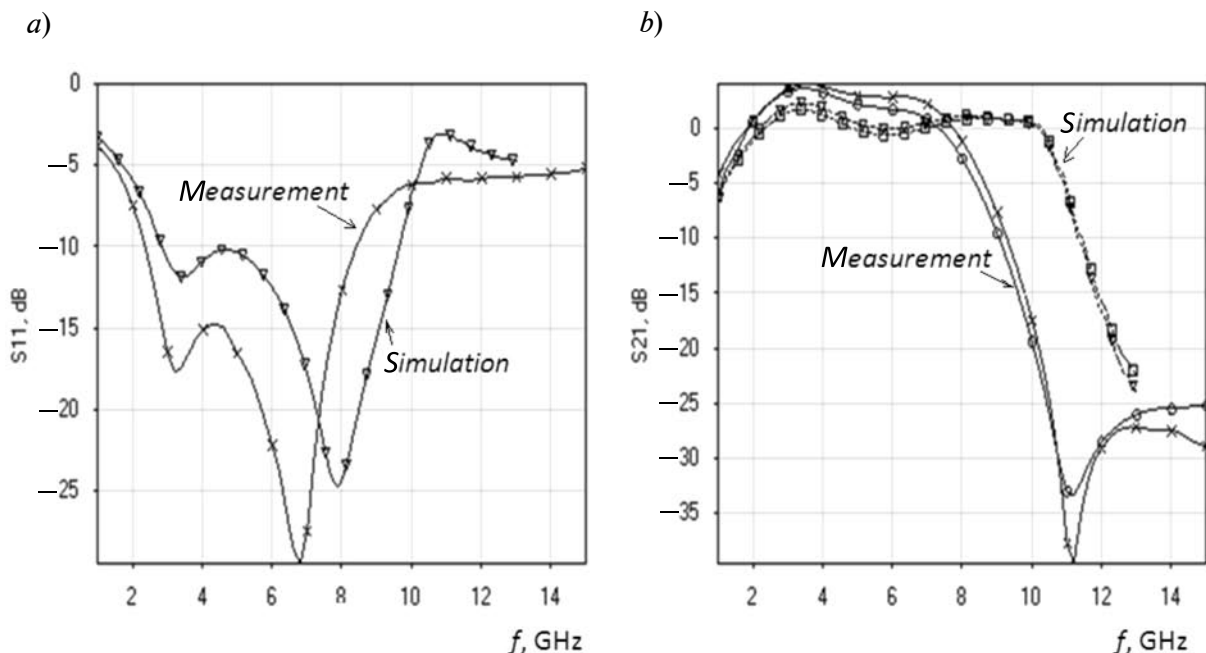 a)
0
—5
—10
—15
—20
—25
S11, dB
Measurement
Simulation
2 4 6 8 10 12 14
f, GHz
b)
0
—5
—10
—15
—20
—25
—30
—35
S21, dB
Simulation
Measurement
2 4 6 8 10 12 14
f, GHz